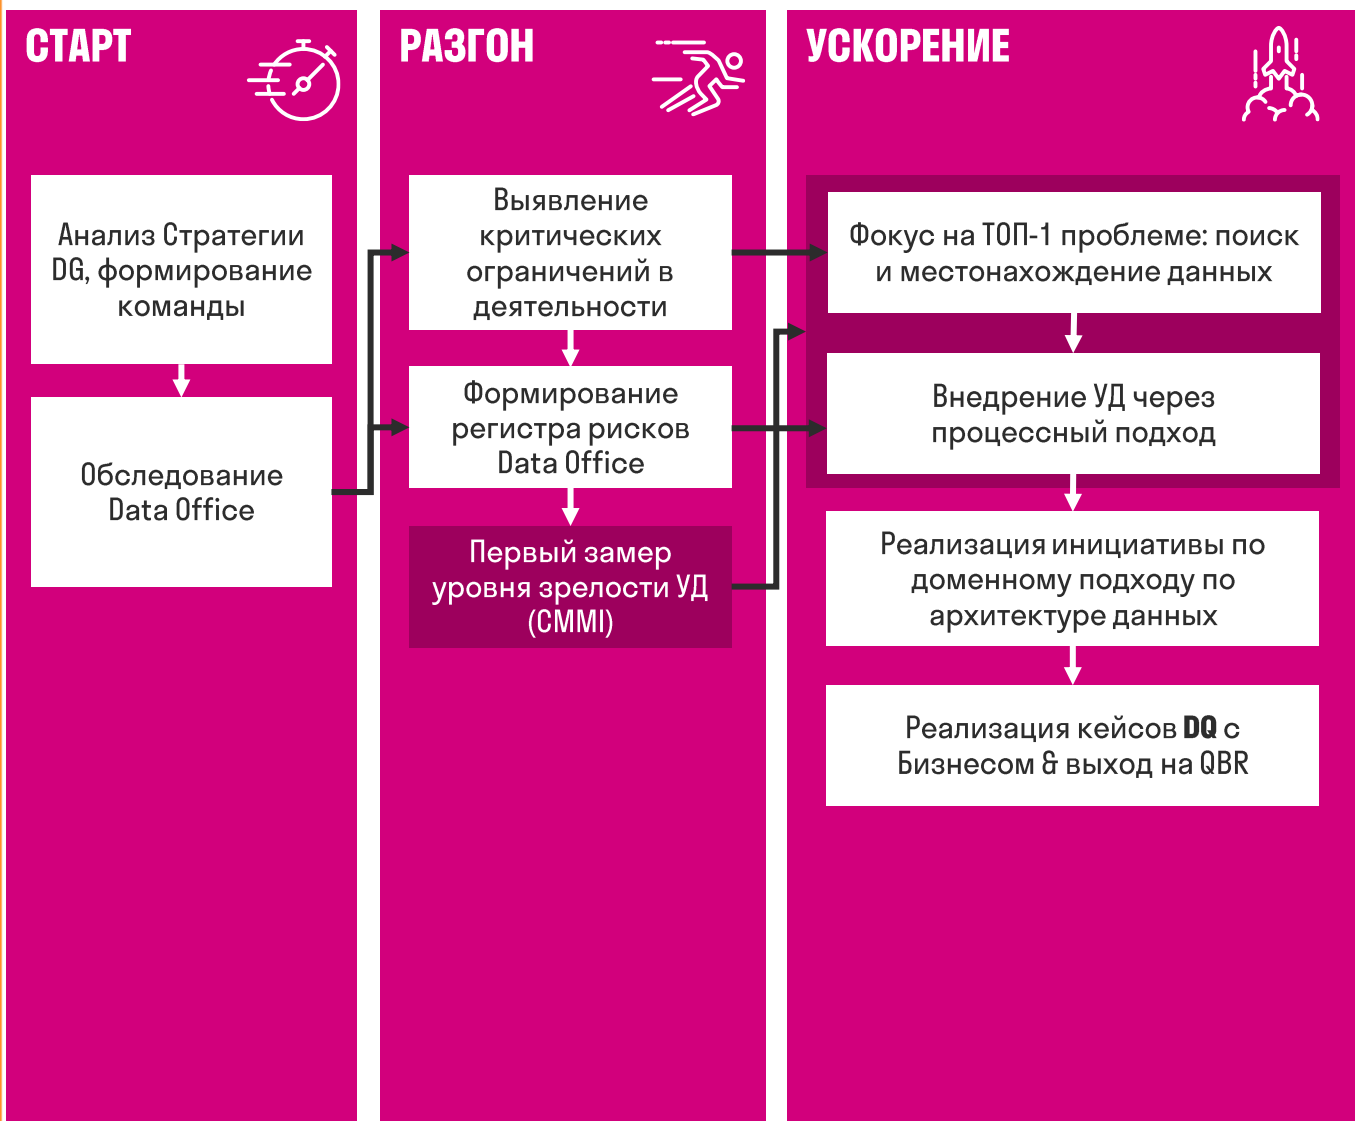 СТАРТ
Анализ Стратегии
DG, формирование
команды
Обследование
Data Office
РАЗГОН
Выявление
критических
ограничений в
деятельности
Формирование
регистра рисков
Data Office
Первый замер
уровня зрелости УД
(CMMI)
УСКОРЕНИЕ
Фокус на ТОП-1 проблеме: поиск
и местонахождение данных
Внедрение УД через
процессный подход
Реализация инициативы по
доменному подходу по
архитектуре данных
Реализация кейсов DQ с
Бизнесом & выход на QBR